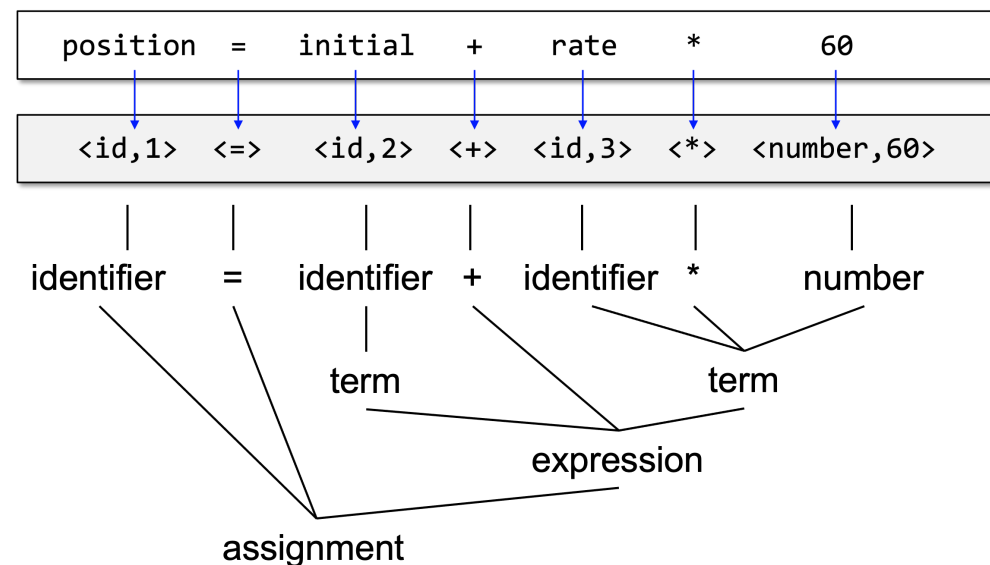 position = initial + rate * 60
<id,1> <=> <id,2> <+> <id,3> <*> <number,60>
identifier = identifier + identifier * number
term term
expression
assignment